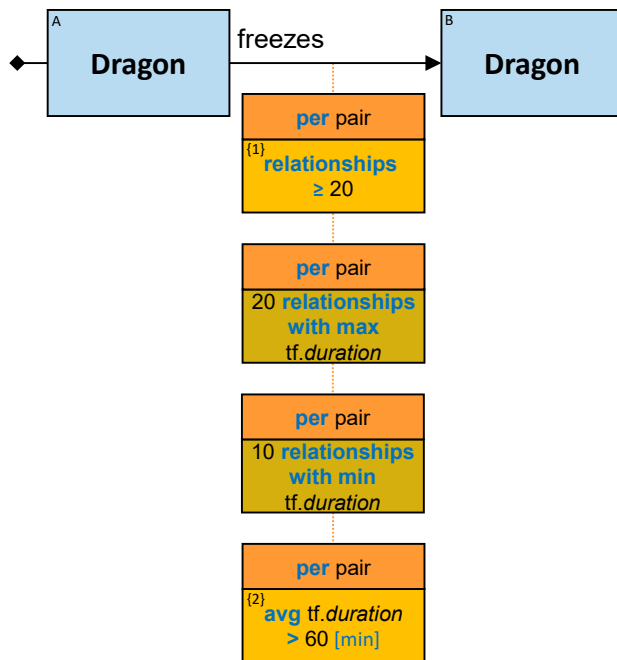 A
Dragon
freezes
B
Dragon
per pair
{1}
relationships
≥ 20
per pair
20 relationships
with max
tf.duration
per pair
10 relationships
with min
tf.duration
per pair
{2}
avg tf.duration
> 60 [min]